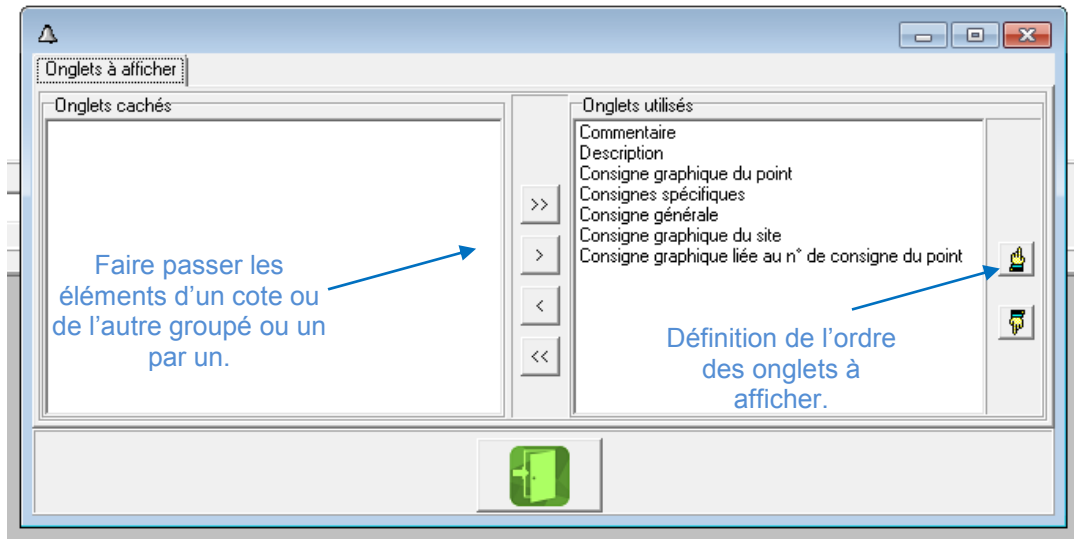 Onglets à afficher
Onglets cachés
Onglets utilisés
Commentaire
Description
Consigne graphique du point
Consignes spécifiques
Consigne générale
Consigne graphique du site
Consigne graphique liée au n° de consigne du point
>>
>
<
<<
Faire passer les
éléments d’un cote ou
de l’autre groupé ou un
par un.
Définition de l’ordre
des onglets à
afficher.